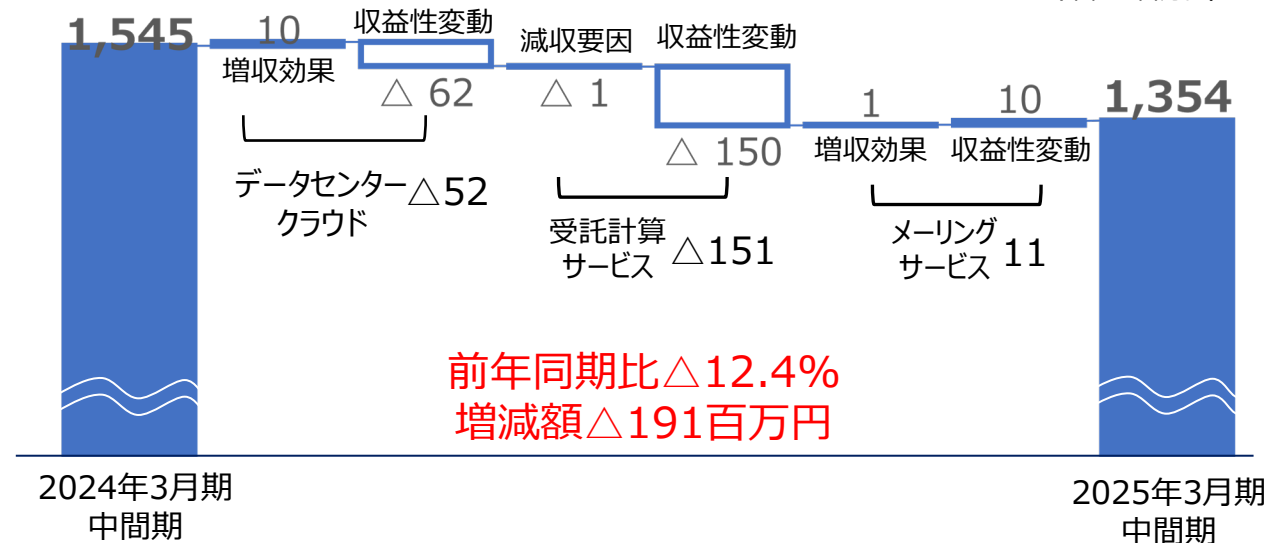 1,545
10
増収効果
収益性変動
△ 62
データセンター
クラウド
△52
減収要因
△ 1
収益性変動
△ 150
受託計算
サービス
△151
1
増収効果
10
収益性変動
メーリング
サービス
11
1,354
前年同期比△12.4%
増減額△191百万円
2024年3月期
中間期
2025年3月期
中間期